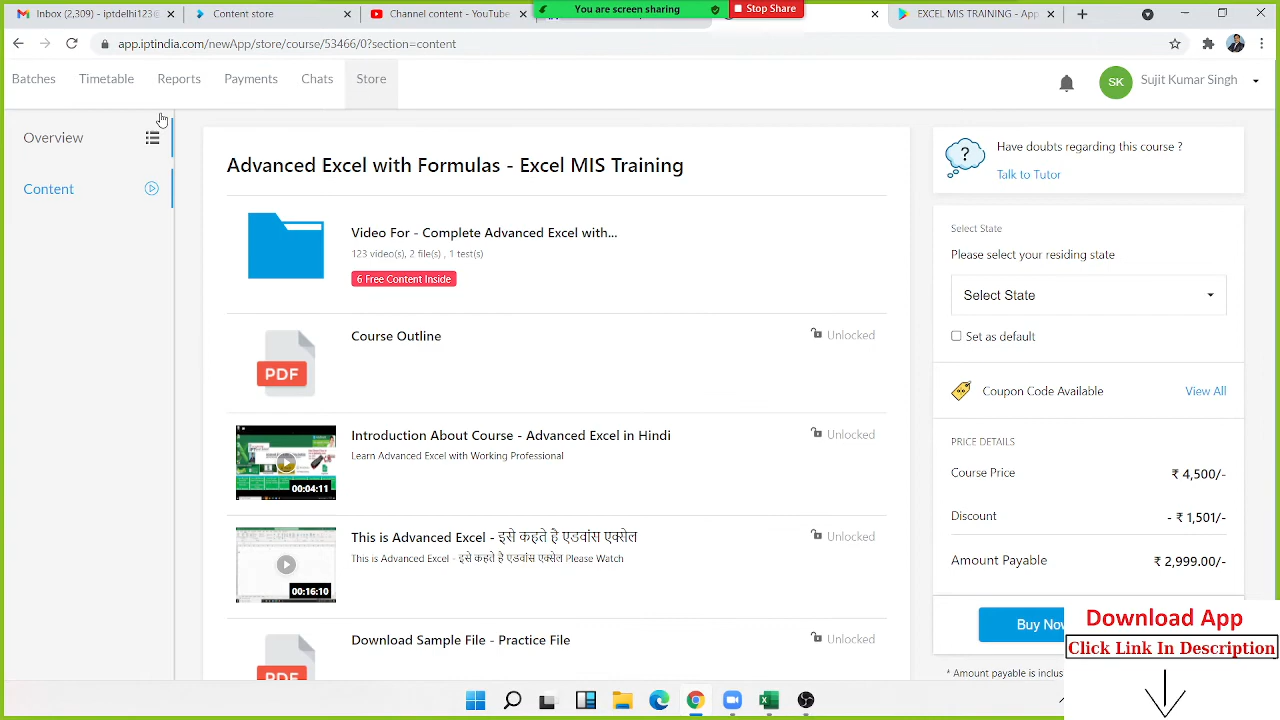 Inbox (2,309) - iptdelhi123
Content store
Channel content - YouTube
You are screen sharing
Stop Share
EXCEL MIS TRAINING - App
app.iptindia.com/newApp/store/course/53466/0?section=content
Batches
Timetable
Reports
Payments
Chats
Store
SK
Sujit Kumar Singh
Overview
Content
Advanced Excel with Formulas - Excel MIS Training
Video For - Complete Advanced Excel with...
123 video(s), 2 file(s) , 1 test(s)
6 Free Content Inside
Course Outline
Unlocked
PDF
Introduction About Course - Advanced Excel in Hindi
Unlocked
Learn Advanced Excel with Working Professional
00:04:11
This is Advanced Excel - इसे कहते है एडवांस एक्सेल
Unlocked
This is Advanced Excel - इसे कहते है एडवांस एक्सेल Please Watch
00:16:10
Download Sample File - Practice File
Unlocked
PDF
Have doubts regarding this course ?
Talk to Tutor
Select State
Please select your residing state
Select State
Set as default
Coupon Code Available
View All
PRICE DETAILS
Course Price
₹ 4,500/-
Discount
- ₹ 1,501/-
Amount Payable
₹ 2,999.00/-
Buy Now
* Amount payable is inclus
Download App
Click Link In Description